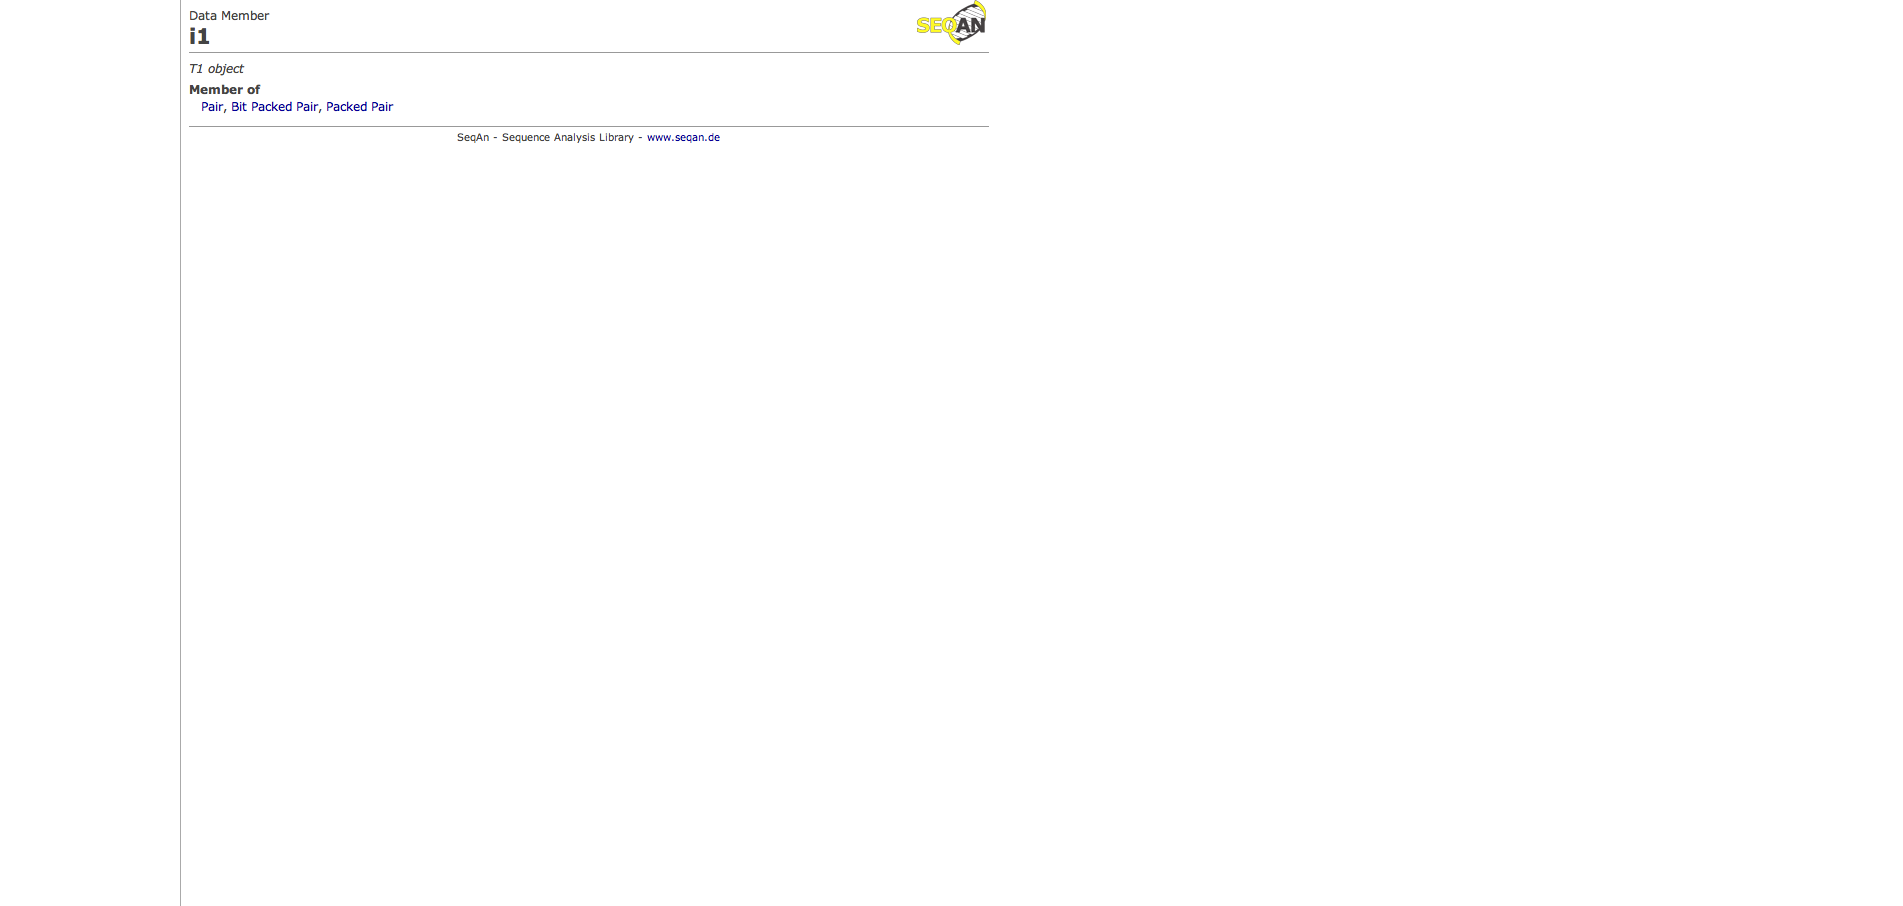 Data Member
i1
SEQAN
T1 object
Member of
Pair, Bit Packed Pair, Packed Pair
SeqAn - Sequence Analysis Library - www.seqan.de